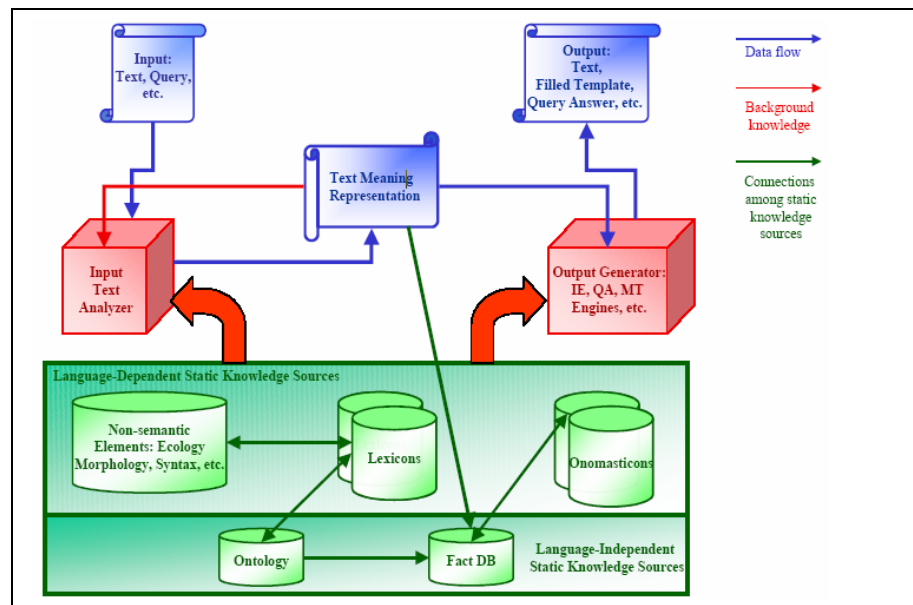 Input:
Text, Query,
etc.
Output:
Text,
Filled Template,
Query Answer, etc.
Data flow
Background
knowledge
Connections
among static
knowledge
sources
Text Meaning
Representation
Input
Text
Analyzer
Output Generator:
IE, QA, MT
Engines, etc.
Language-Dependent Static Knowledge Sources
Non-semantic
Elements: Ecology
Morphology, Syntax, etc.
Lexicons
Onomasticons
Ontology
Fact DB
Language-Independent
Static Knowledge Sources